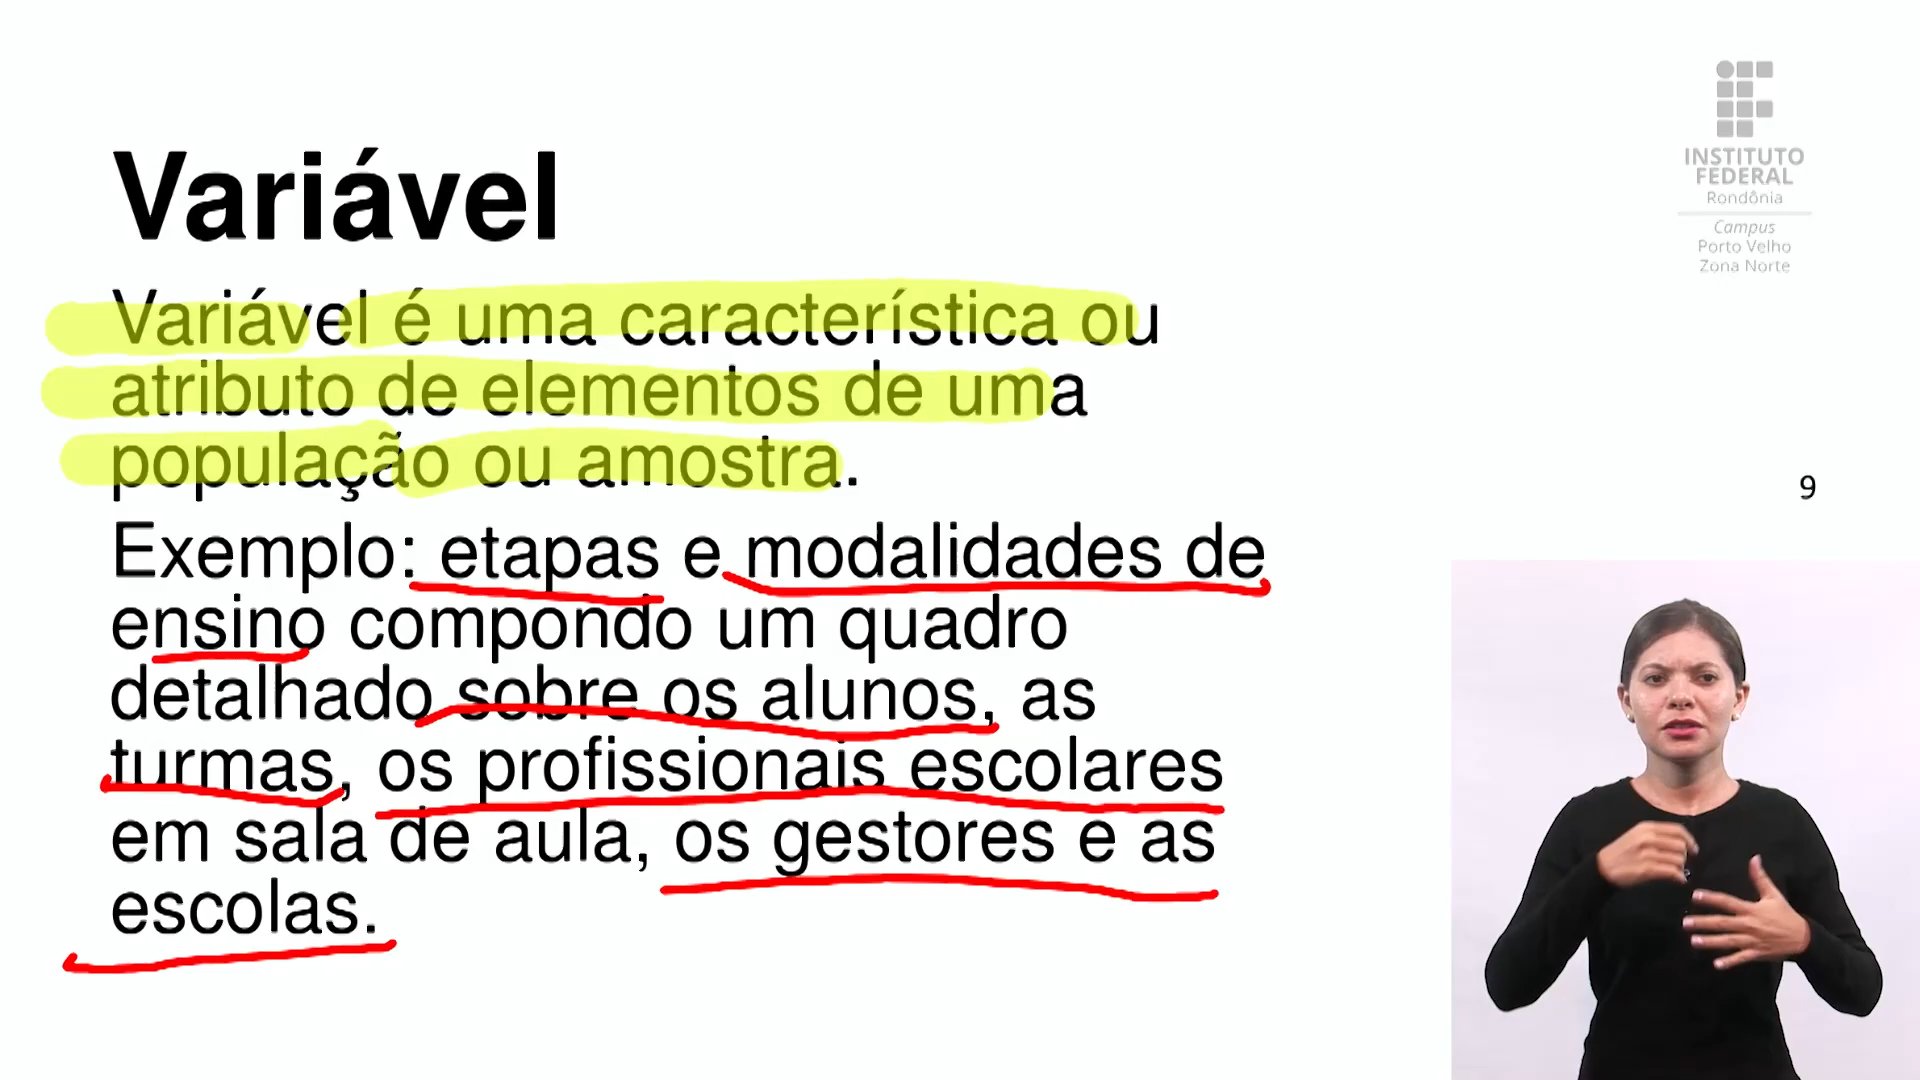 INSTITUTO
FEDERAL
Rondônia
Campus
Porto Velho
Zona Norte
Variável
Variável é uma característica ou
atributo de elementos de uma
população ou amostra.
9
Exemplo: etapas e modalidades de
ensino compondo um quadro
detalhado sobre os alunos, as
turmas, os profissionais escolares
em sala de aula, os gestores e as
escolas.